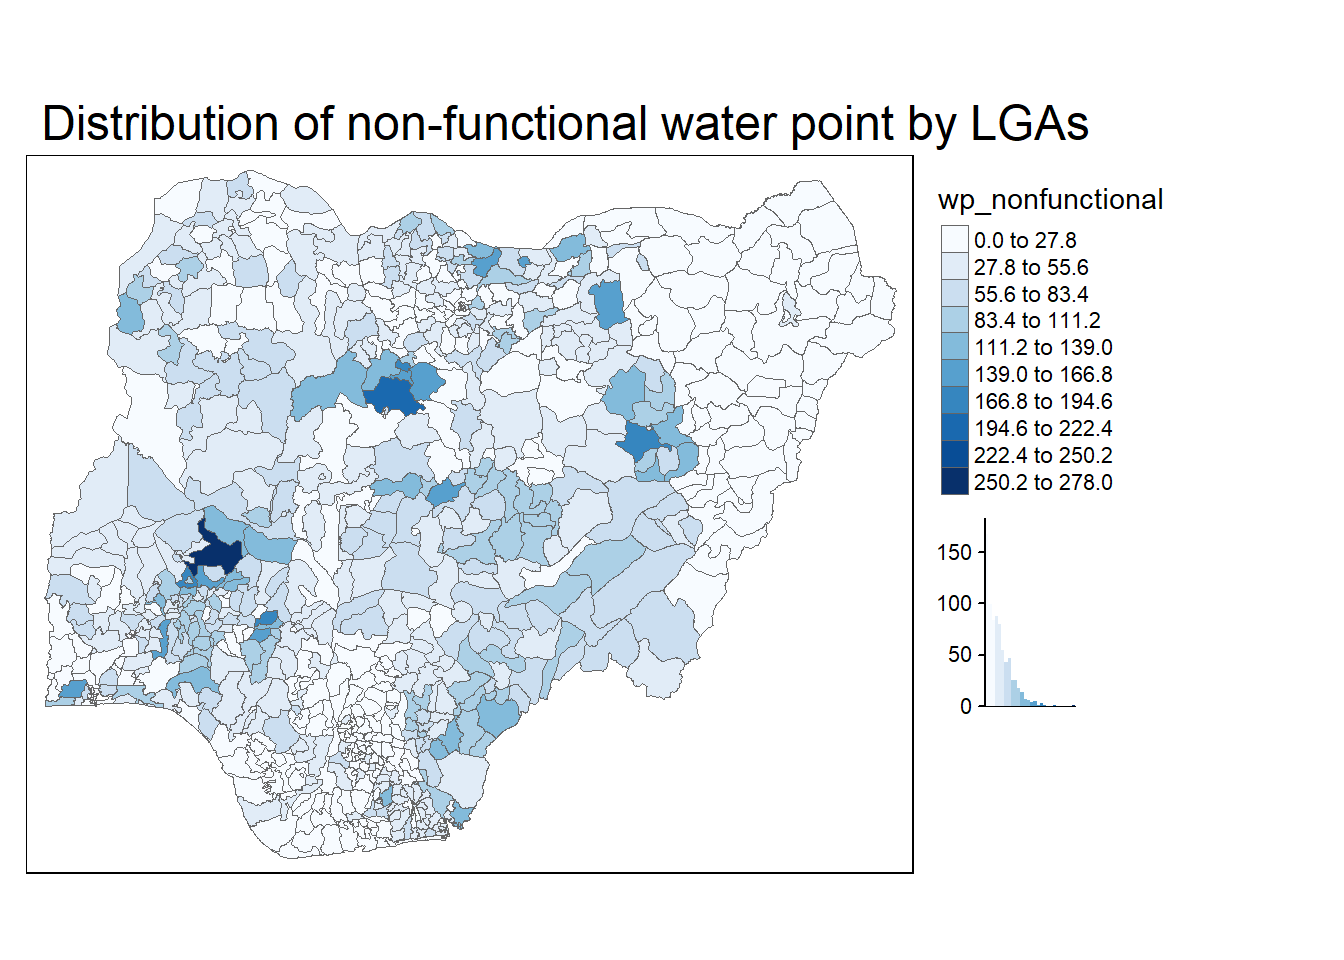 Distribution of non-functional water point by LGAs
wp_nonfunctional
0.0 to 27.8
27.8 to 55.6
55.6 to 83.4
83.4 to 111.2
111.2 to 139.0
139.0 to 166.8
166.8 to 194.6
194.6 to 222.4
222.4 to 250.2
250.2 to 278.0
150
100
50
0